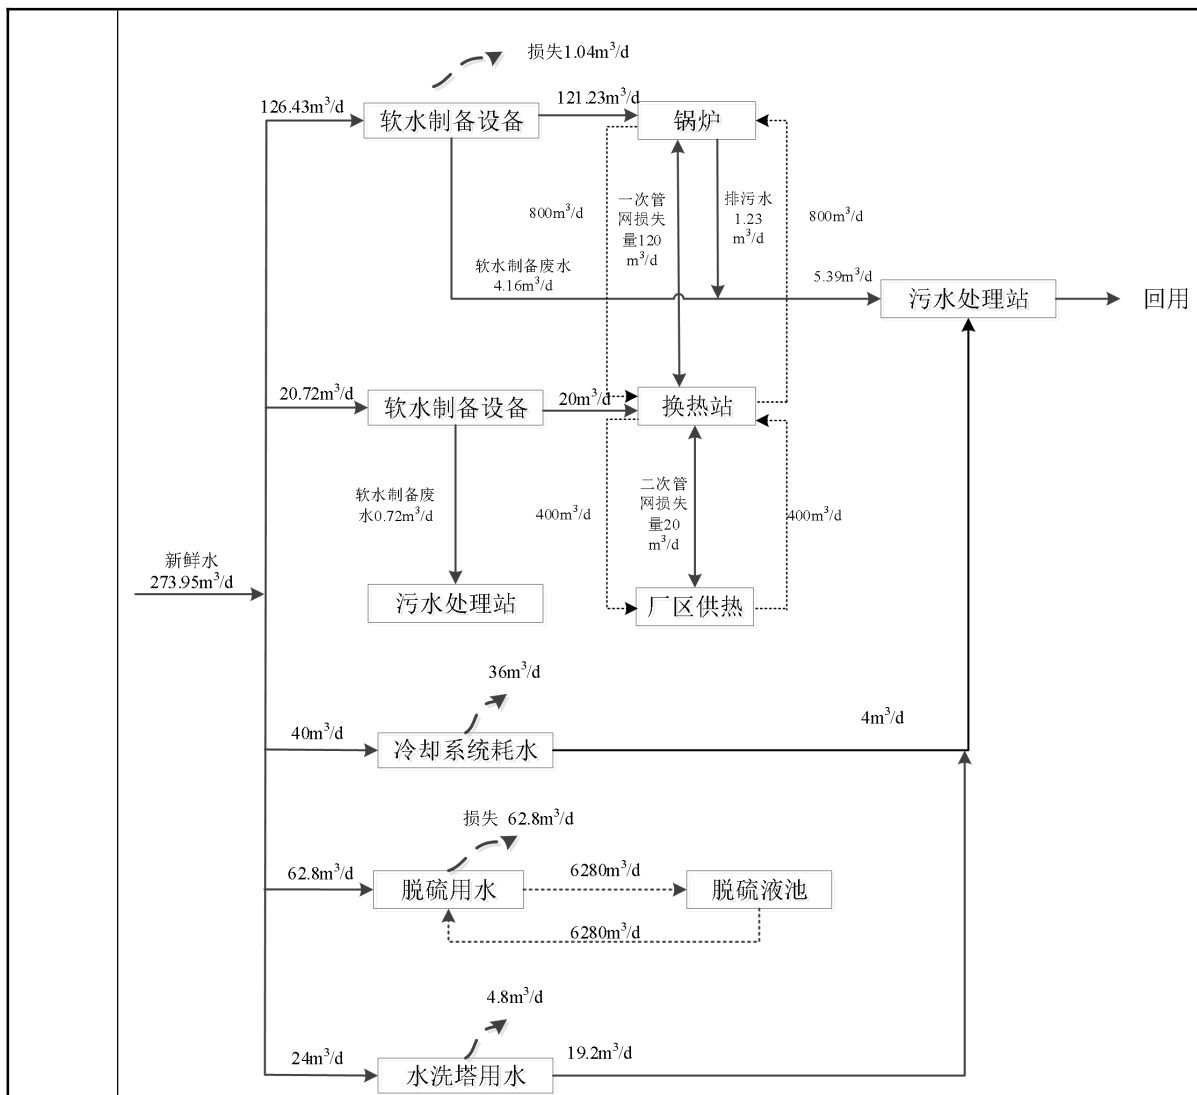 损失1.04m³/d
126.43m³/d
121.23m³/d
软水制备设备
锅炉
800m³/d
一次管
网损失
量120
m³/d
排污水
1.23
m³/d
800m³/d
软水制备废水
4.16m³/d
5.39m³/d
污水处理站
回用
20.72m³/d
软水制备设备
20m³/d
换热站
软水制备废
水0.72m³/d
400m³/d
二次管
网损失
量20
m³/d
400m³/d
新鲜水
273.95m³/d
污水处理站
厂区供热
36m³/d
40m³/d
冷却系统耗水
4m³/d
损失 62.8m³/d
62.8m³/d
脱硫用水
6280m³/d
脱硫液池
6280m³/d
4.8m³/d
24m³/d
水洗塔用水
19.2m³/d